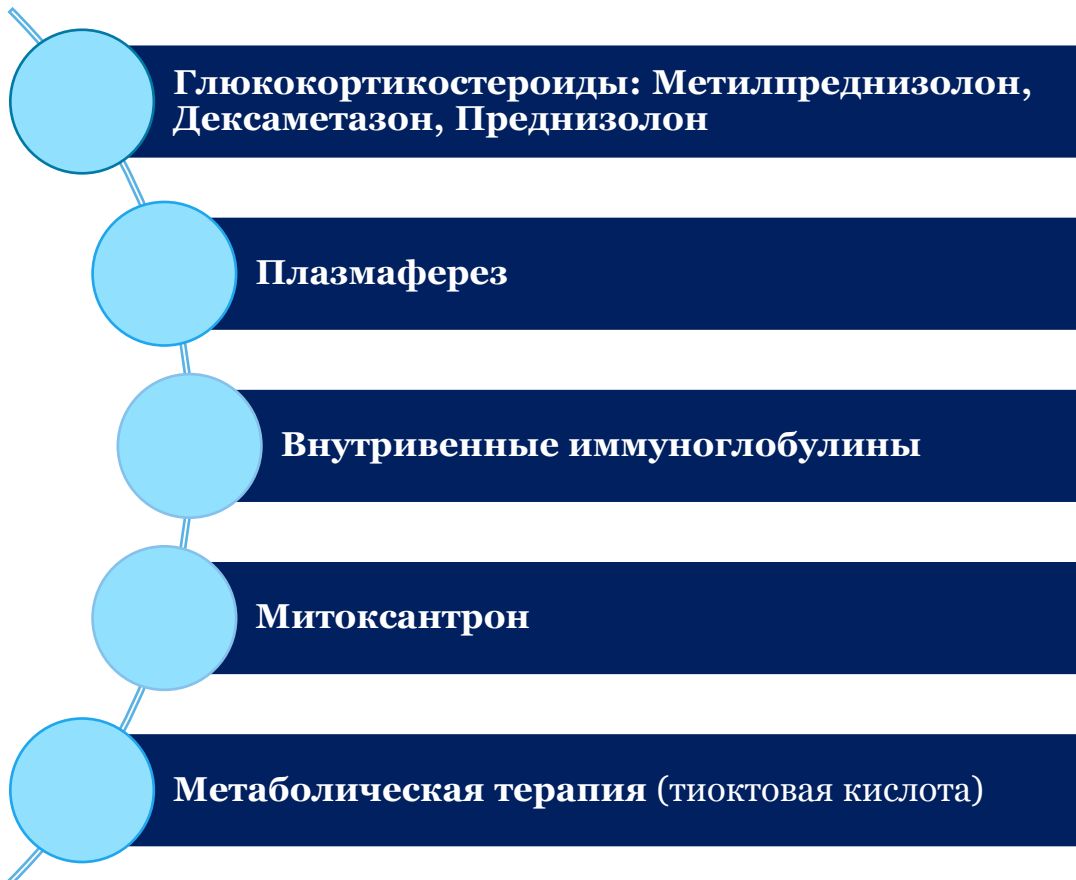 Глюкокортикостероиды: Метилпреднизолон,
Дексаметазон, Преднизолон
Плазмаферез
Внутривенные иммуноглобулины
Митоксантрон
Метаболическая терапия (тиоктовая кислота)